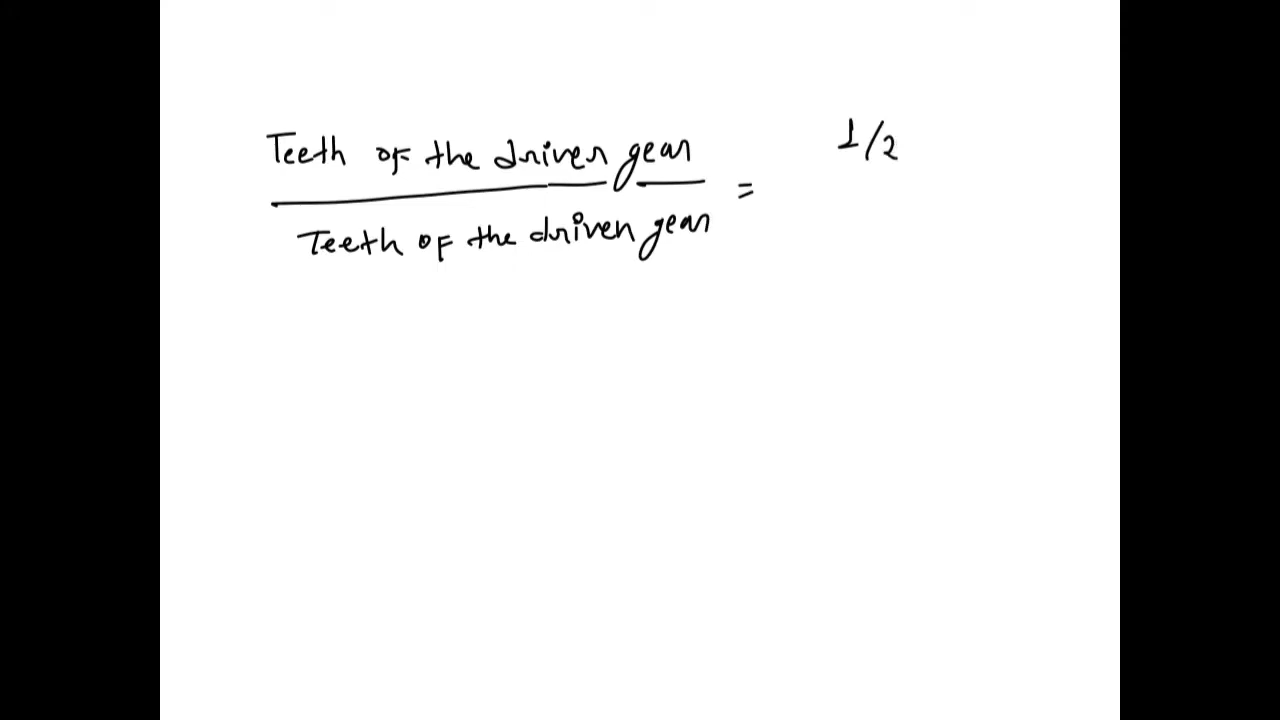 Teeth of the driver gear
= 1/2
Teeth of the driven gear